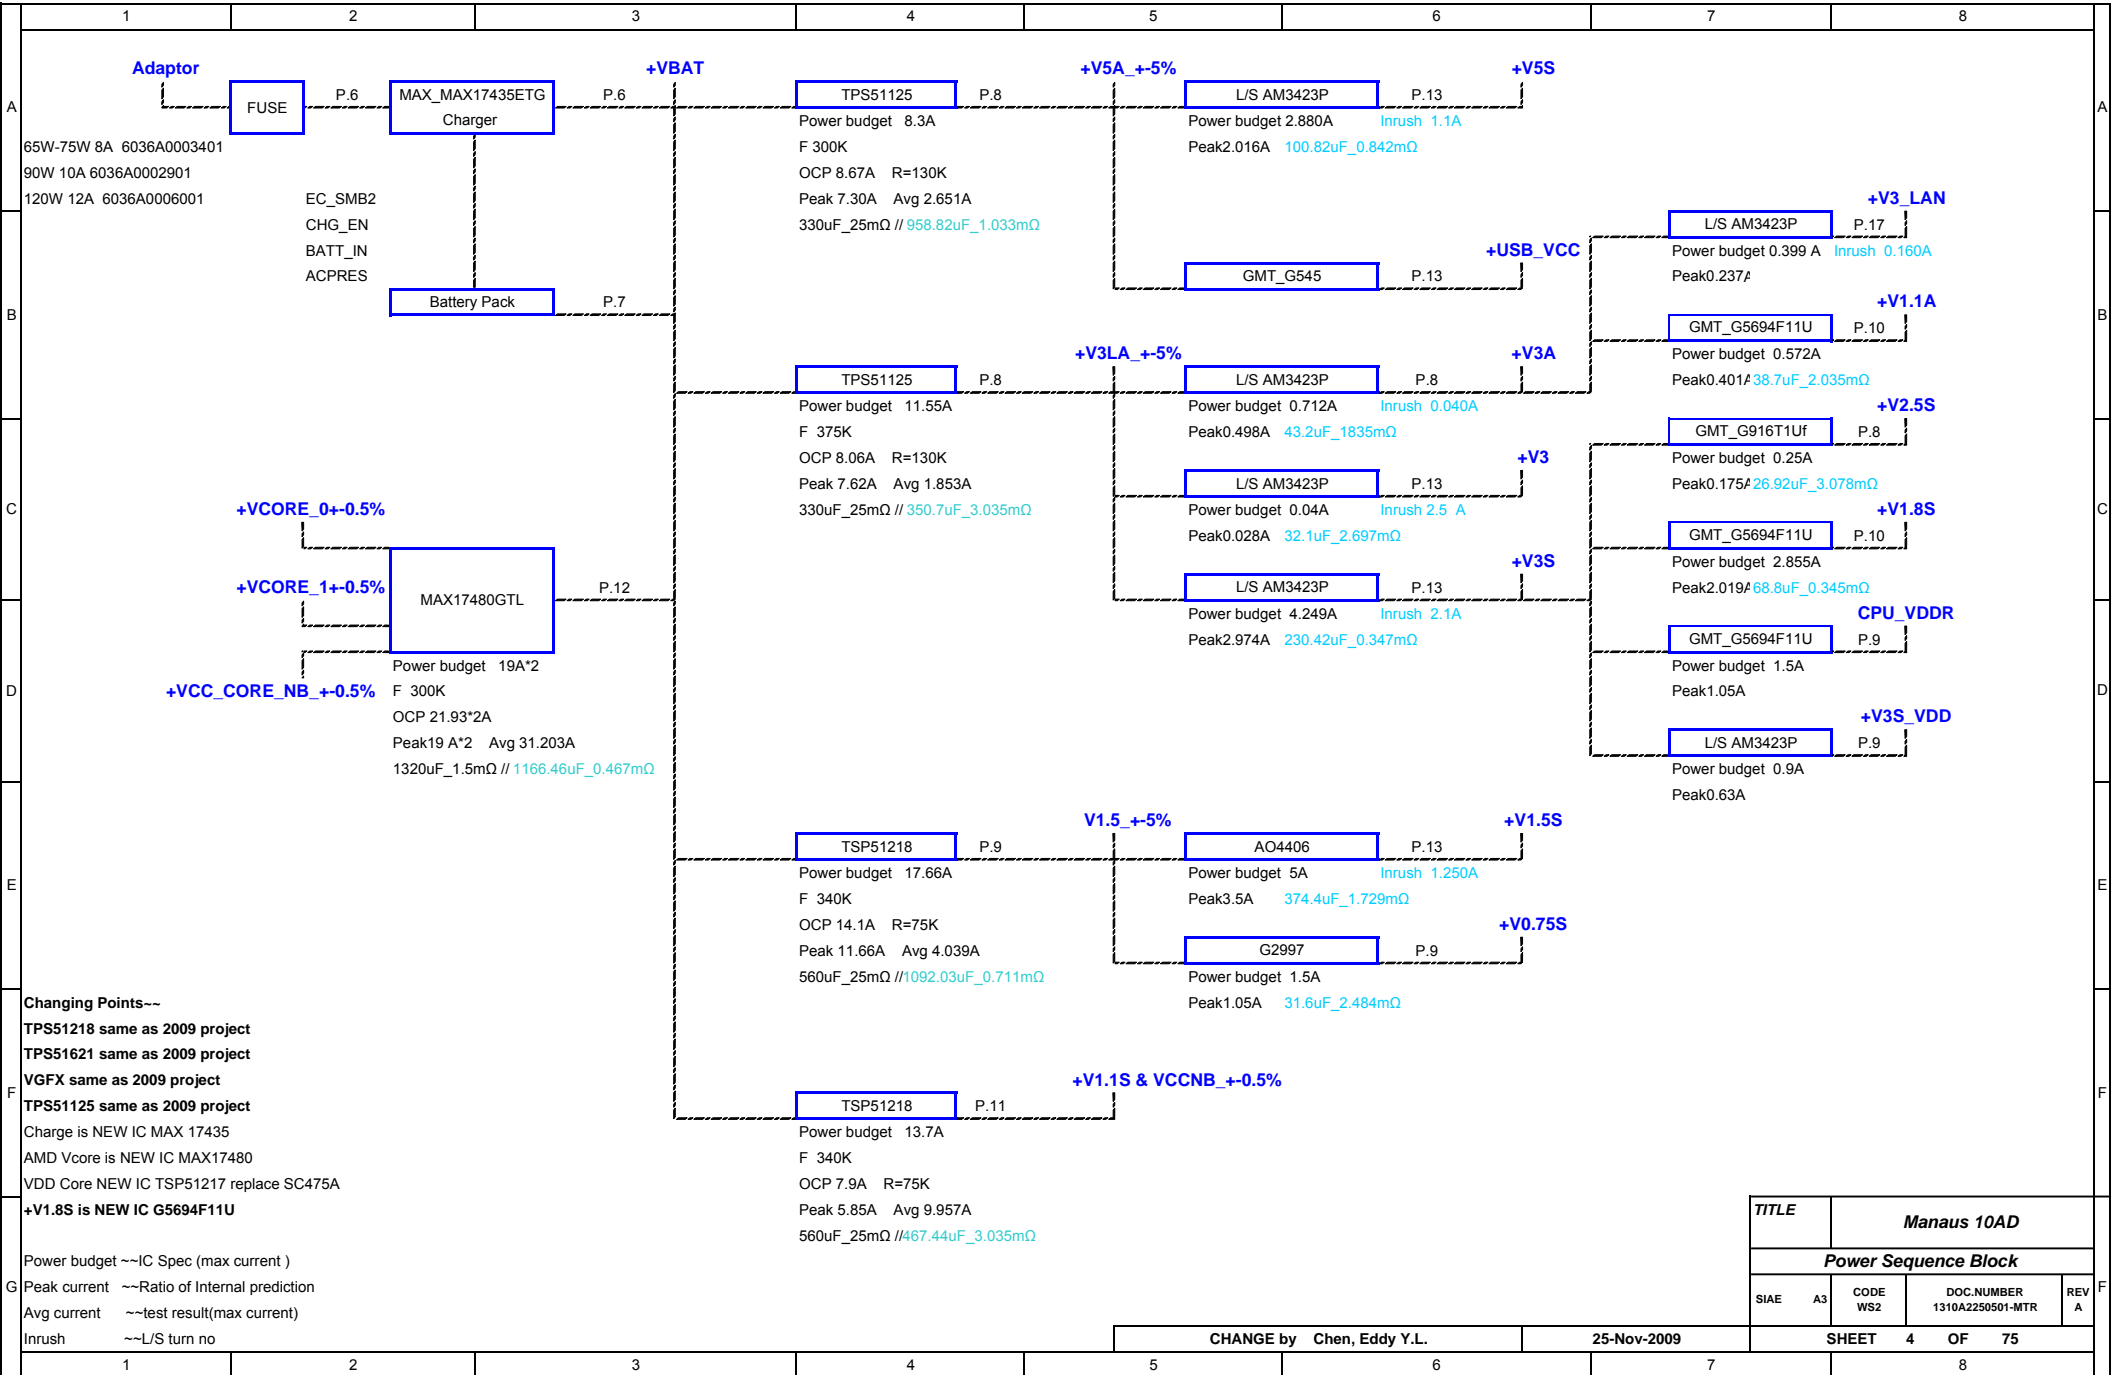 1 2 3 4 5 6 7 8
Adaptor
+VBAT
+V5A_+-5%
+V5S
A
FUSE
P.6
MAX_MAX17435ETG
Charger
P.6
TPS51125
P.8
L/S AM3423P
P.13
A
Power budget 8.3A
F 300K
OCP 8.67A R=130K
Peak 7.30A Avg 2.651A
330uF_25mΩ // 958.82uF_1.033mΩ
Power budget 2.880A Inrush 1.1A
Peak2.016A 100.82uF_0.842mΩ
65W-75W 8A 6036A0003401
90W 10A 6036A0002901
120W 12A 6036A0006001
EC_SMB2
CHG_EN
BATT_IN
ACPRES
+V3_LAN
L/S AM3423P
P.17
Power budget 0.399 A Inrush 0.160A
Peak0.237A
+USB_VCC
GMT_G545
P.13
B
Battery Pack
P.7
+V1.1A
GMT_G5694F11U
P.10
B
Power budget 0.572A
Peak0.401A 38.7uF_2.035mΩ
+V3LA_+-5%
+V3A
TPS51125
P.8
L/S AM3423P
P.8
Power budget 11.55A
F 375K
OCP 8.06A R=130K
Peak 7.62A Avg 1.853A
330uF_25mΩ // 350.7uF_3.035mΩ
Power budget 0.712A Inrush 0.040A
Peak0.498A 43.2uF_1835mΩ
+V2.5S
GMT_G916T1Uf
P.8
Power budget 0.25A
Peak0.175A 26.92uF_3.078mΩ
+V3
L/S AM3423P
P.13
Power budget 0.04A Inrush 2.5 A
Peak0.028A 32.1uF_2.697mΩ
C
+VCORE_0+-0.5%
+V1.8S
C
GMT_G5694F11U
P.10
Power budget 2.855A
Peak2.019A 68.8uF_0.345mΩ
+V3S
L/S AM3423P
P.13
Power budget 4.249A Inrush 2.1A
Peak2.974A 230.42uF_0.347mΩ
+VCORE_1+-0.5%
MAX17480GTL
P.12
CPU_VDDR
GMT_G5694F11U
P.9
Power budget 1.5A
Peak1.05A
D
+VCC_CORE_NB_+-0.5%
Power budget 19A*2
F 300K
OCP 21.93*2A
Peak19 A*2 Avg 31.203A
1320uF_1.5mΩ // 1166.46uF_0.467mΩ
D
+V3S_VDD
L/S AM3423P
P.9
Power budget 0.9A
Peak0.63A
V1.5_+-5%
+V1.5S
TSP51218
P.9
AO4406
P.13
E
Power budget 17.66A
F 340K
OCP 14.1A R=75K
Peak 11.66A Avg 4.039A
560uF_25mΩ //1092.03uF_0.711mΩ
Power budget 5A Inrush 1.250A
Peak3.5A 374.4uF_1.729mΩ
E
+V0.75S
G2997
P.9
Power budget 1.5A
Peak1.05A 31.6uF_2.484mΩ
Changing Points~~
TPS51218 same as 2009 project
TPS51621 same as 2009 project
VGFX same as 2009 project
TPS51125 same as 2009 project
Charge is NEW IC MAX 17435
AMD Vcore is NEW IC MAX17480
VDD Core NEW IC TSP51217 replace SC475A
+V1.8S is NEW IC G5694F11U
F
+V1.1S & VCCNB_+-0.5%
TSP51218
P.11
Power budget 13.7A
F 340K
OCP 7.9A R=75K
Peak 5.85A Avg 9.957A
560uF_25mΩ //467.44uF_3.035mΩ
F
Power budget ~~IC Spec (max current )
G
Peak current ~~Ratio of Internal prediction
Avg current ~~test result(max current)
Inrush ~~L/S turn no
TITLE
Manaus 10AD
Power Sequence Block
SIAE A3
CODE
WS2
DOC.NUMBER
1310A2250501-MTR
REV
A
F
CHANGE by Chen, Eddy Y.L.
25-Nov-2009
SHEET 4 OF 75
1 2 3 4 5 6 7 8